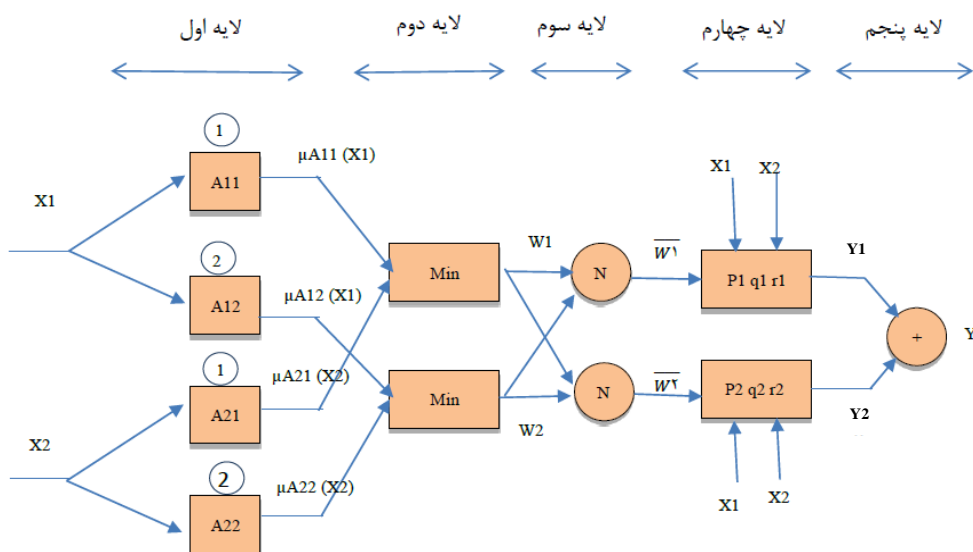 لایه اول
لایه دوم
لایه سوم
لایه چهارم
لایه پنجم
1
A11
µA11 (X1)
X1
2
A12
µA12 (X1)
1
A21
µA21 (X2)
X2
2
A22
µA22 (X2)
Min
Min
W1
W2
N
N
W۱
W۲
X1
X2
P1 q1 r1
P2 q2 r2
X1
X2
Y1
Y2
+
Y